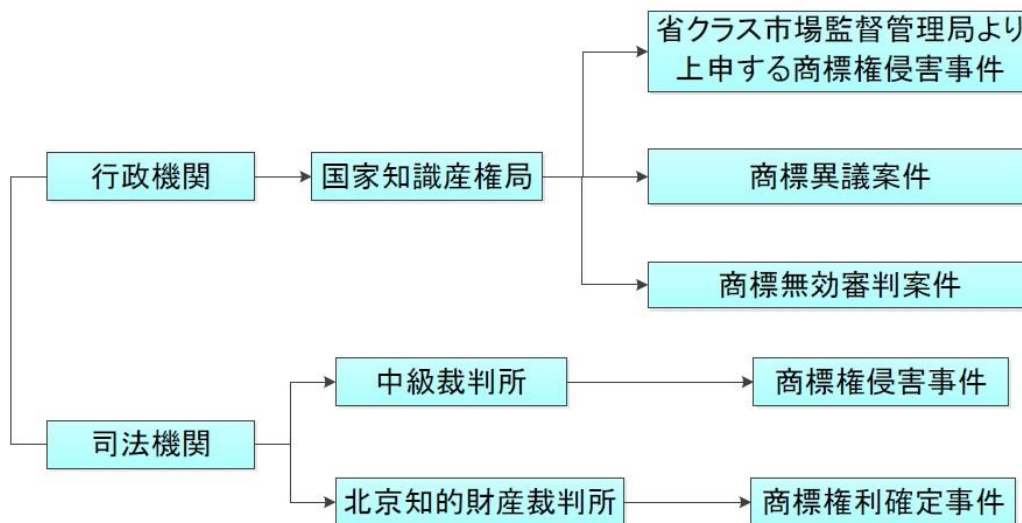 省クラス市場監督管理局より
上申する商標権侵害事件
行政機関
国家知識産権局
商標異議案件
商標無効審判案件
中級裁判所
商標権侵害事件
司法機関
北京知的財産裁判所
商標権利確定事件